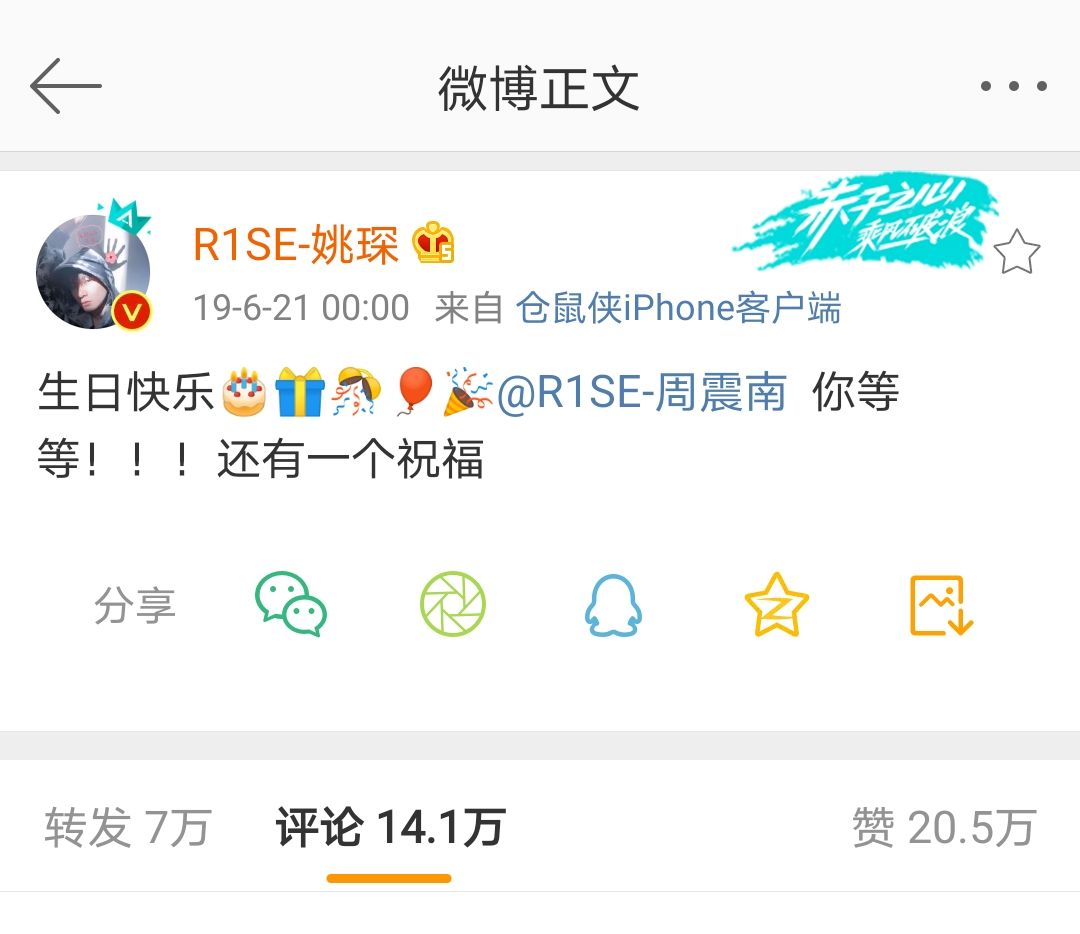 微博正文
赤子之心
乘风破浪
R1SE-姚琛
19-6-21 00:00 来自 仓鼠侠iPhone客户端
生日快乐🎂🎁🎊🎈🎉@R1SE-周震南 你等
等！！！还有一个祝福
分享
转发 7万 评论 14.1万 赞 20.5万